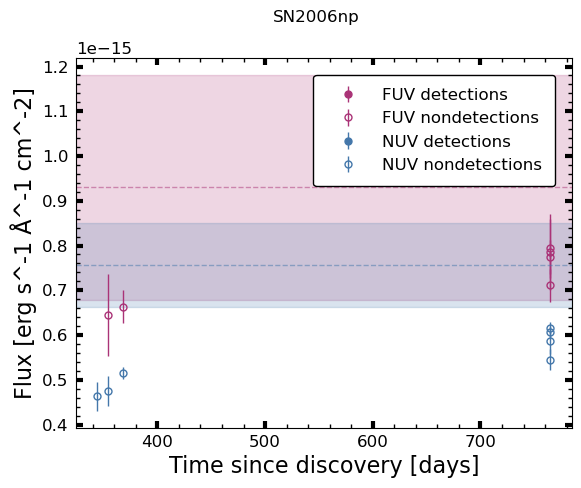 SN2006np
1e−15
1.2
1.1
1.0
0.9
0.8
0.7
0.6
0.5
0.4
Flux [erg s^-1 Å^-1 cm^-2]
FUV detections
FUV nondetections
NUV detections
NUV nondetections
400 500 600 700
Time since discovery [days]